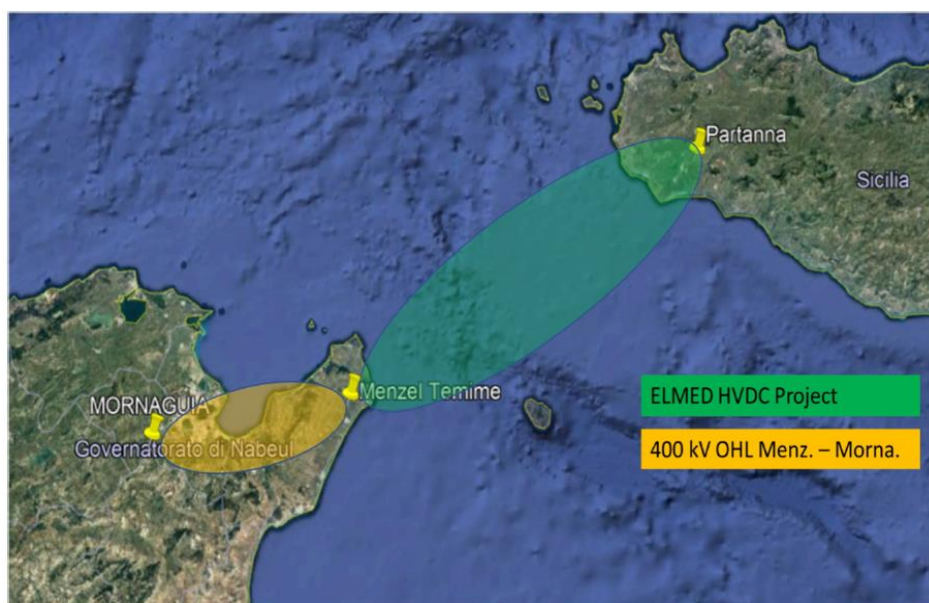 Partanna
Sicilia
Menzel Temime
ELMED HVDC Project
MORNAGUIA
Governatorato di Nabeul
400 kV OHL Menz. – Morna.